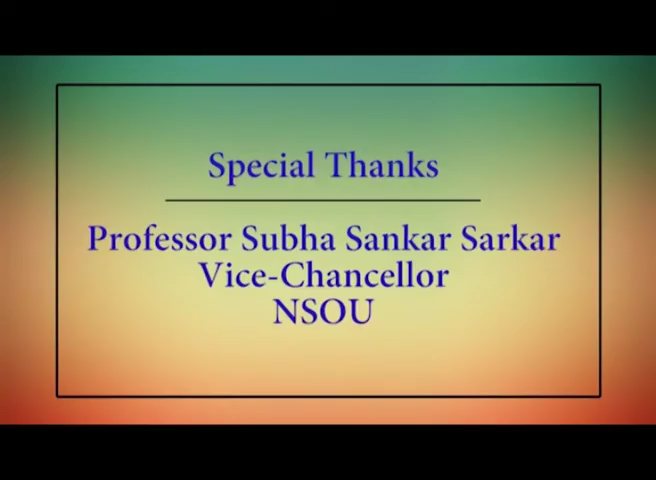 Special Thanks
Professor Subha Sankar Sarkar
Vice-Chancellor
NSOU